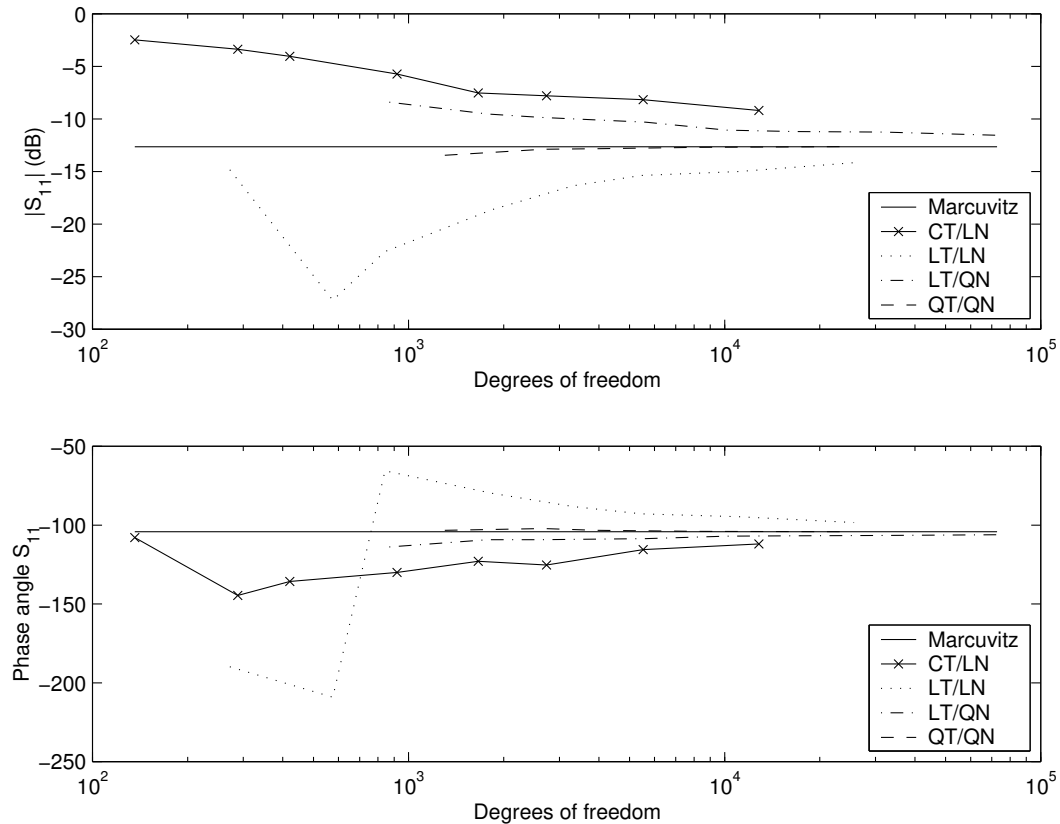 0
−5
−10
−15
−20
−25
−30
|S11| (dB)
10^2
10^3
10^4
10^5
Degrees of freedom
Marcuvitz
CT/LN
LT/LN
LT/QN
QT/QN
−50
−100
−150
−200
−250
Phase angle S11
10^2
10^3
10^4
10^5
Degrees of freedom
Marcuvitz
CT/LN
LT/LN
LT/QN
QT/QN